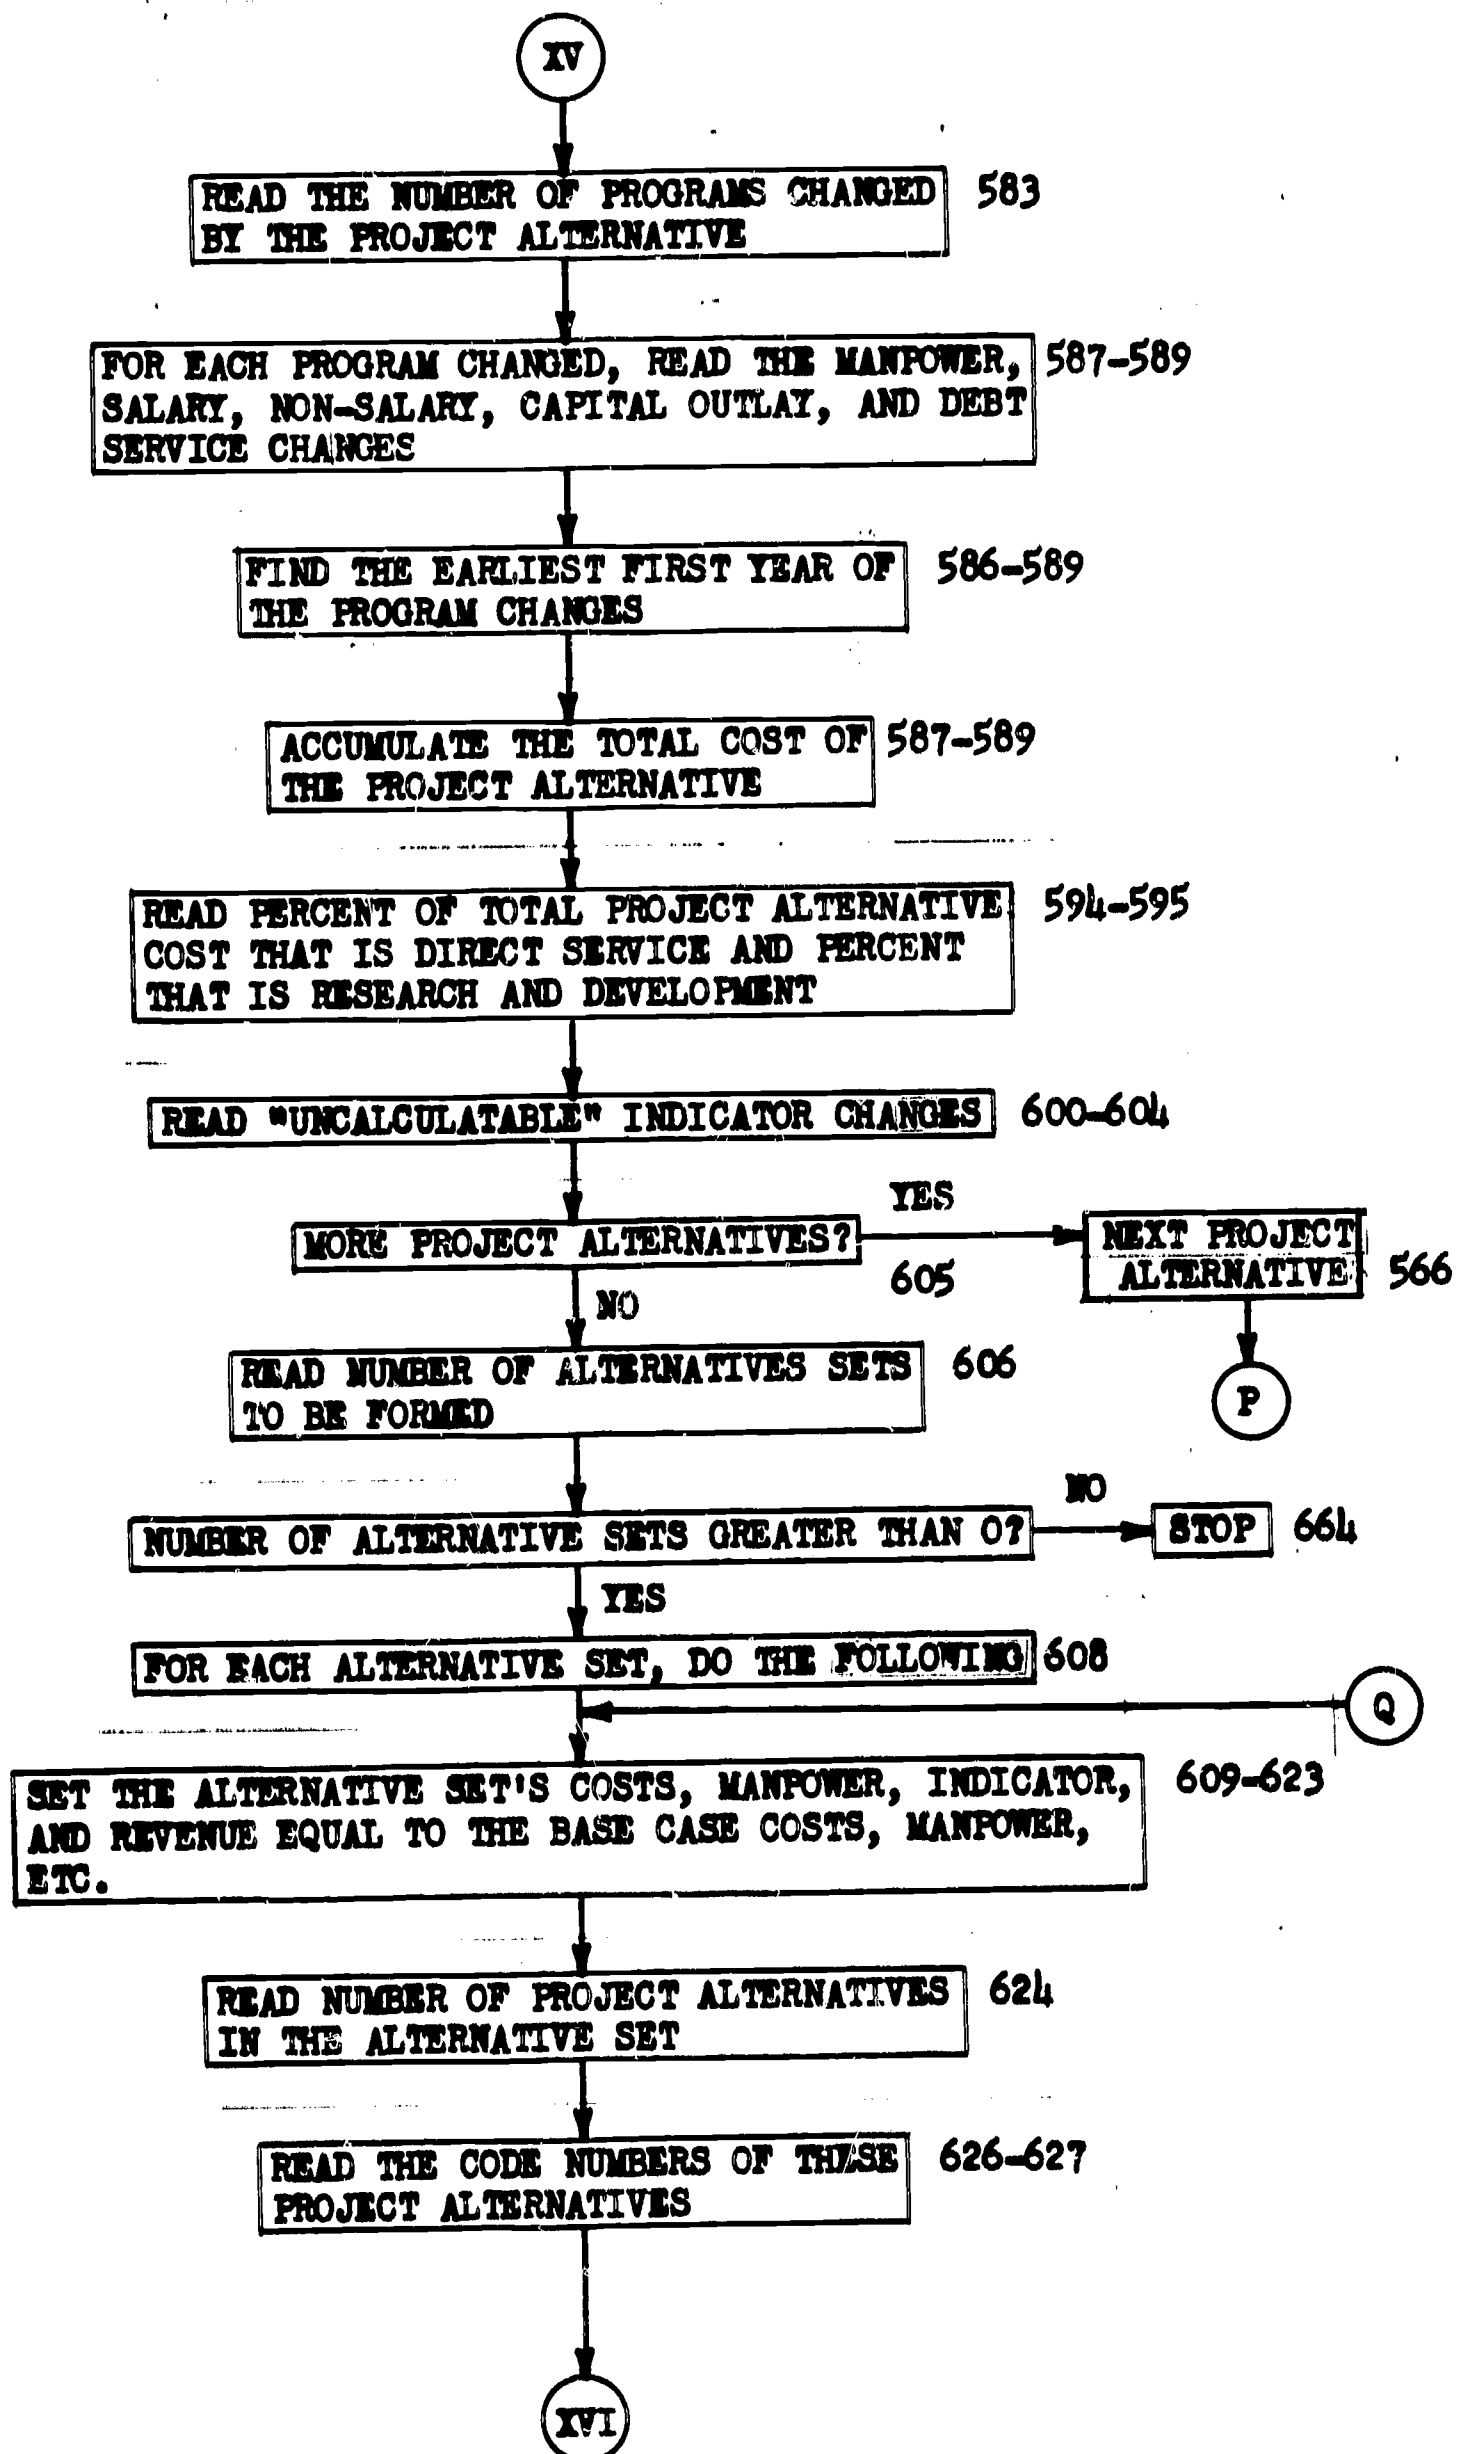 XV
READ THE NUMBER OF PROGRAMS CHANGED 583
BY THE PROJECT ALTERNATIVE
FOR EACH PROGRAM CHANGED, READ THE MANPOWER, 587-589
SALARY, NON-SALARY, CAPITAL OUTLAY, AND DEBT
SERVICE CHANGES
FIND THE EARLIEST FIRST YEAR OF 586-589
THE PROGRAM CHANGES
ACCUMULATE THE TOTAL COST OF 587-589
THE PROJECT ALTERNATIVE
READ PERCENT OF TOTAL PROJECT ALTERNATIVE 594-595
COST THAT IS DIRECT SERVICE AND PERCENT
THAT IS RESEARCH AND DEVELOPMENT
READ "UNCALCULATABLE" INDICATOR CHANGES 600-604
YES
MORE PROJECT ALTERNATIVES?
605
NEXT PROJECT
ALTERNATIVE 566
NO
P
READ NUMBER OF ALTERNATIVES SETS 606
TO BE FORMED
NO
NUMBER OF ALTERNATIVE SETS GREATER THAN 0?
STOP 664
YES
FOR EACH ALTERNATIVE SET, DO THE FOLLOWING 608
Q
SET THE ALTERNATIVE SET'S COSTS, MANPOWER, INDICATOR, 609-623
AND REVENUE EQUAL TO THE BASE CASE COSTS, MANPOWER,
ETC.
READ NUMBER OF PROJECT ALTERNATIVES 624
IN THE ALTERNATIVE SET
READ THE CODE NUMBERS OF THESE 626-627
PROJECT ALTERNATIVES
XVI